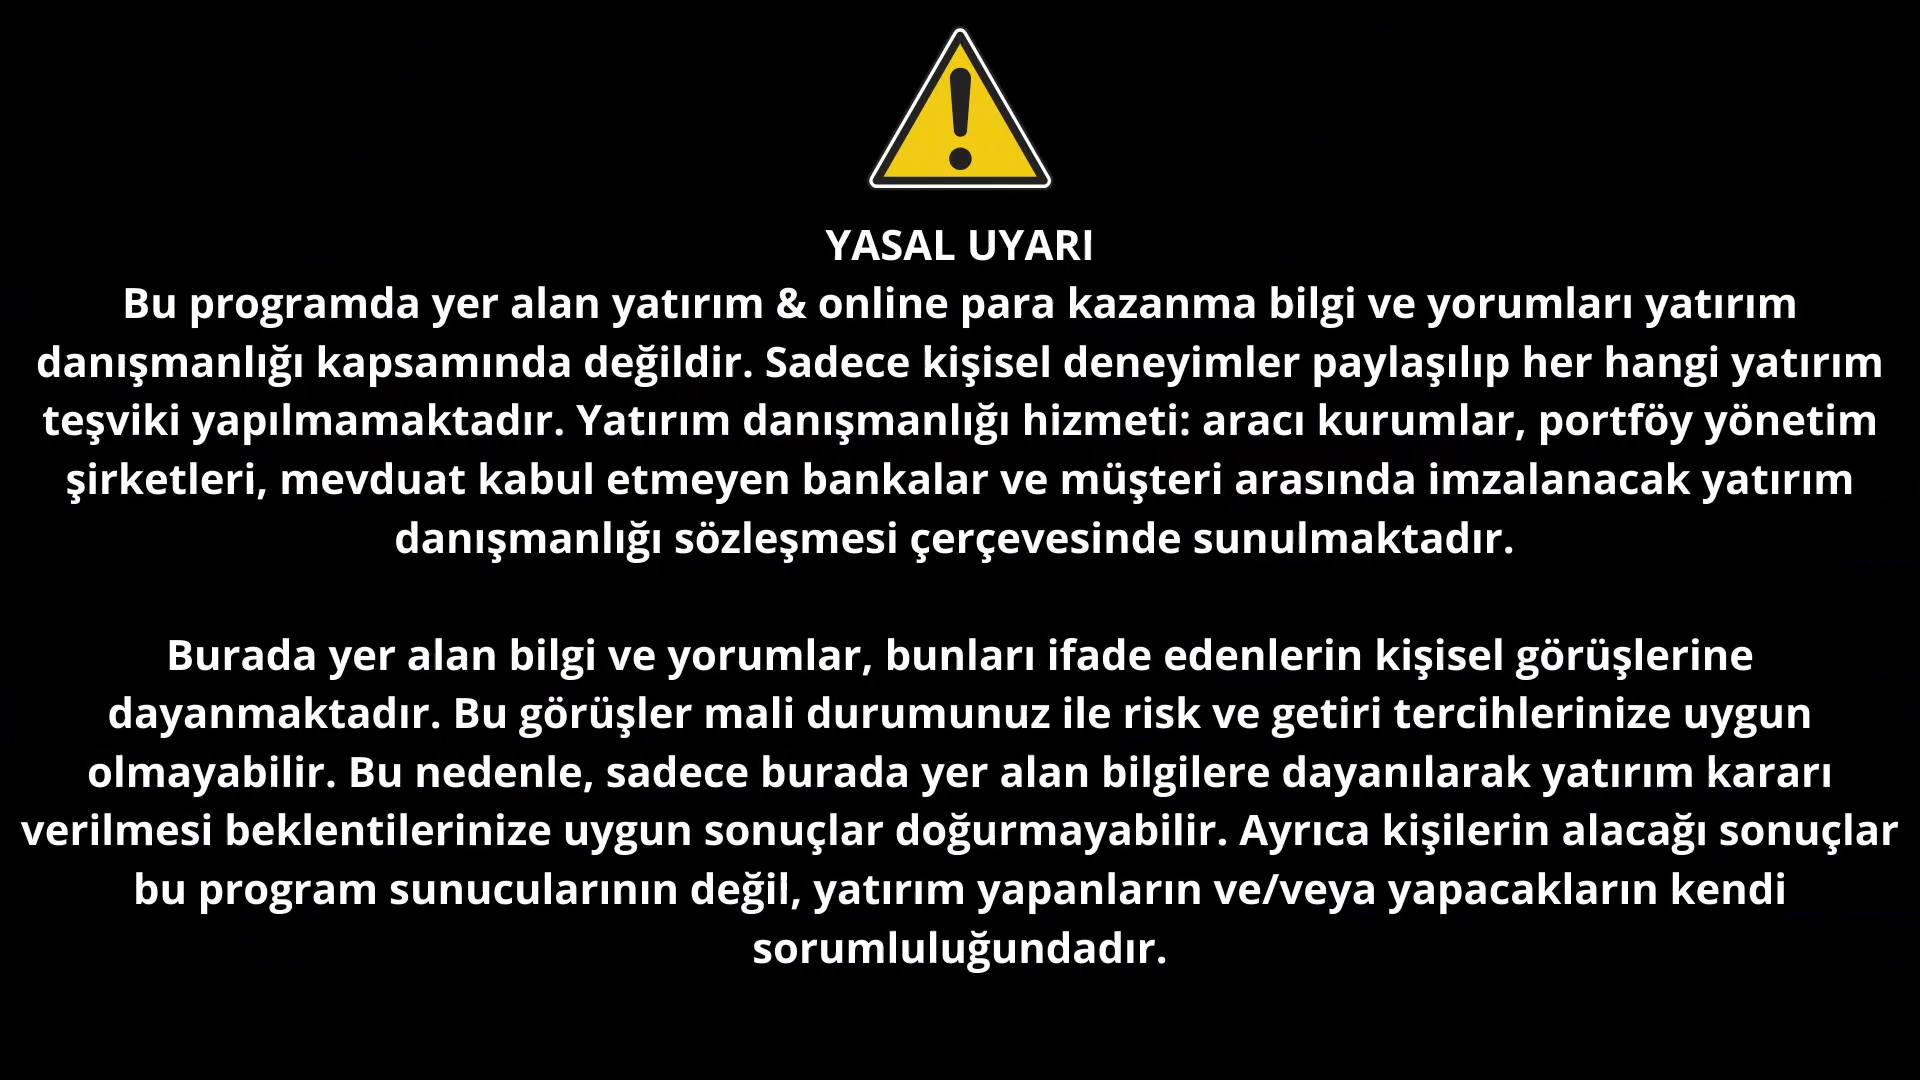 YASAL UYARI
Bu programda yer alan yatırım & online para kazanma bilgi ve yorumları yatırım
danışmanlığı kapsamında değildir. Sadece kişisel deneyimler paylaşılıp her hangi yatırım
teşviki yapılmamaktadır. Yatırım danışmanlığı hizmeti: aracı kurumlar, portföy yönetim
şirketleri, mevduat kabul etmeyen bankalar ve müşteri arasında imzalanacak yatırım
danışmanlığı sözleşmesi çerçevesinde sunulmaktadır.
Burada yer alan bilgi ve yorumlar, bunları ifade edenlerin kişisel görüşlerine
dayanmaktadır. Bu görüşler mali durumunuz ile risk ve getiri tercihlerinize uygun
olmayabilir. Bu nedenle, sadece burada yer alan bilgilere dayanılarak yatırım kararı
verilmesi beklentilerinize uygun sonuçlar doğurmayabilir. Ayrıca kişilerin alacağı sonuçlar
bu program sunucularının değil, yatırım yapanların ve/veya yapacakların kendi
sorumluluğundadır.